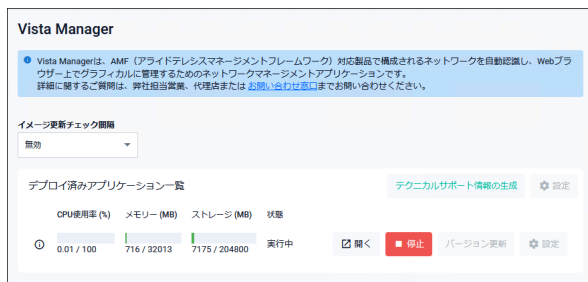 Vista Manager
Vista Managerは、AMF（アライドテレシスマネージメントフレームワーク）対応製品で構成されるネットワークを自動認識し、Webブラ
ウザー上でグラフィカルに管理するためのネットワークマネージメントアプリケーションです。
詳細に関するご質問は、弊社担当営業、代理店または お問い合わせ窓口までお問い合わせください。
イメージ更新チェック間隔
無効
デプロイ済みアプリケーション一覧 テクニカルサポート情報の生成 設定
CPU使用率 (%) メモリー (MB) ストレージ (MB) 状態
0.01 / 100 716 / 32013 7175 / 204800 実行中 開く 停止 バージョン更新 設定